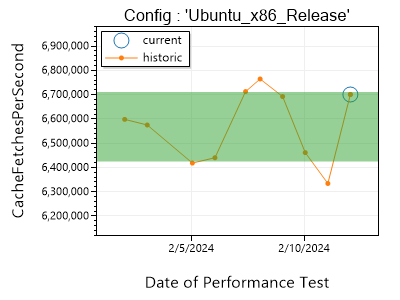 Config : 'Ubuntu_x86_Release'
current
historic
CacheFetchesPerSecond
6,900,000
6,800,000
6,700,000
6,600,000
6,500,000
6,400,000
6,300,000
6,200,000
2/5/2024
2/10/2024
Date of Performance Test